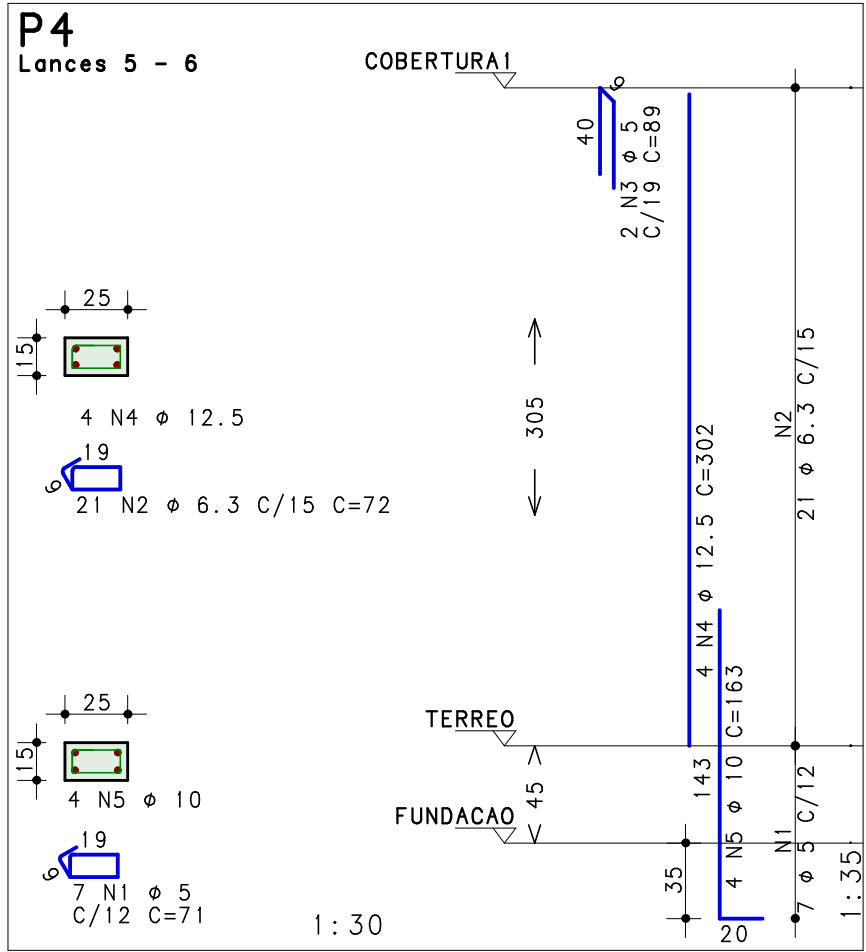 P4
Lances 5 - 6
COBERTURA1
6
40
2 N3 ϕ 5
C/19 C=89
25
15
4 N4 ϕ 12.5
19
9
21 N2 ϕ 6.3 C/15 C=72
305
4 N4 ϕ 12.5 C=302
N2
21 ϕ 6.3 C/15
25
15
4 N5 ϕ 10
19
9
7 N1 ϕ 5
C/12 C=71
TERREO
45
FUNDACAO
35
143
4 N5 ϕ 10 C=163
20
N1
7 ϕ 5 C/12
1:30
1:35